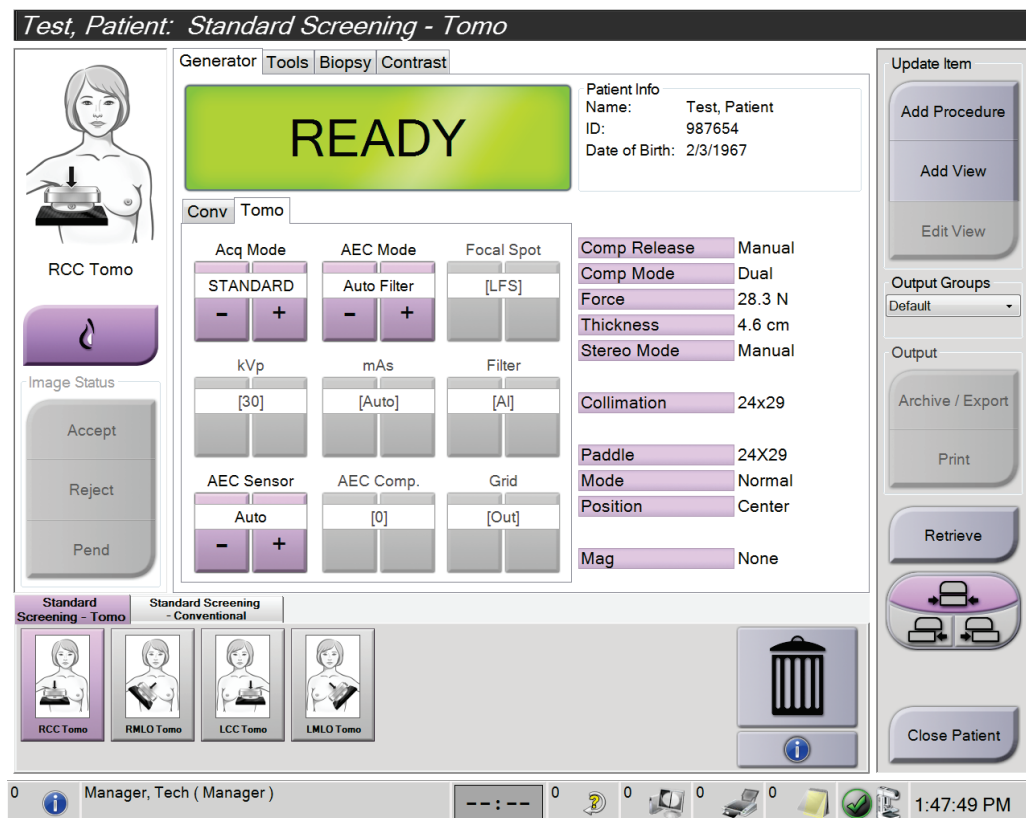 Test, Patient: Standard Screening - Tomo
RCC Tomo
Image Status
Accept
Reject
Pend
Generator Tools Biopsy Contrast
READY
Patient Info
Name: Test, Patient
ID: 987654
Date of Birth: 2/3/1967
Conv Tomo
Acq Mode AEC Mode Focal Spot
STANDARD Auto Filter [LFS]
- + - +
kVp mAs Filter
[30] [Auto] [Al]
AEC Sensor AEC Comp. Grid
Auto [0] [Out]
- +
Comp Release Manual
Comp Mode Dual
Force 28.3 N
Thickness 4.6 cm
Stereo Mode Manual
Collimation 24x29
Paddle 24X29
Mode Normal
Position Center
Mag None
Update Item
Add Procedure
Add View
Edit View
Output Groups
Default
Output
Archive / Export
Print
Retrieve
Close Patient
Standard
Screening - Tomo
Standard Screening
- Conventional
RCC Tomo RMLO Tomo LCC Tomo LMLO Tomo
0 Manager, Tech ( Manager ) --:-- 0 0 0 0 1:47:49 PM